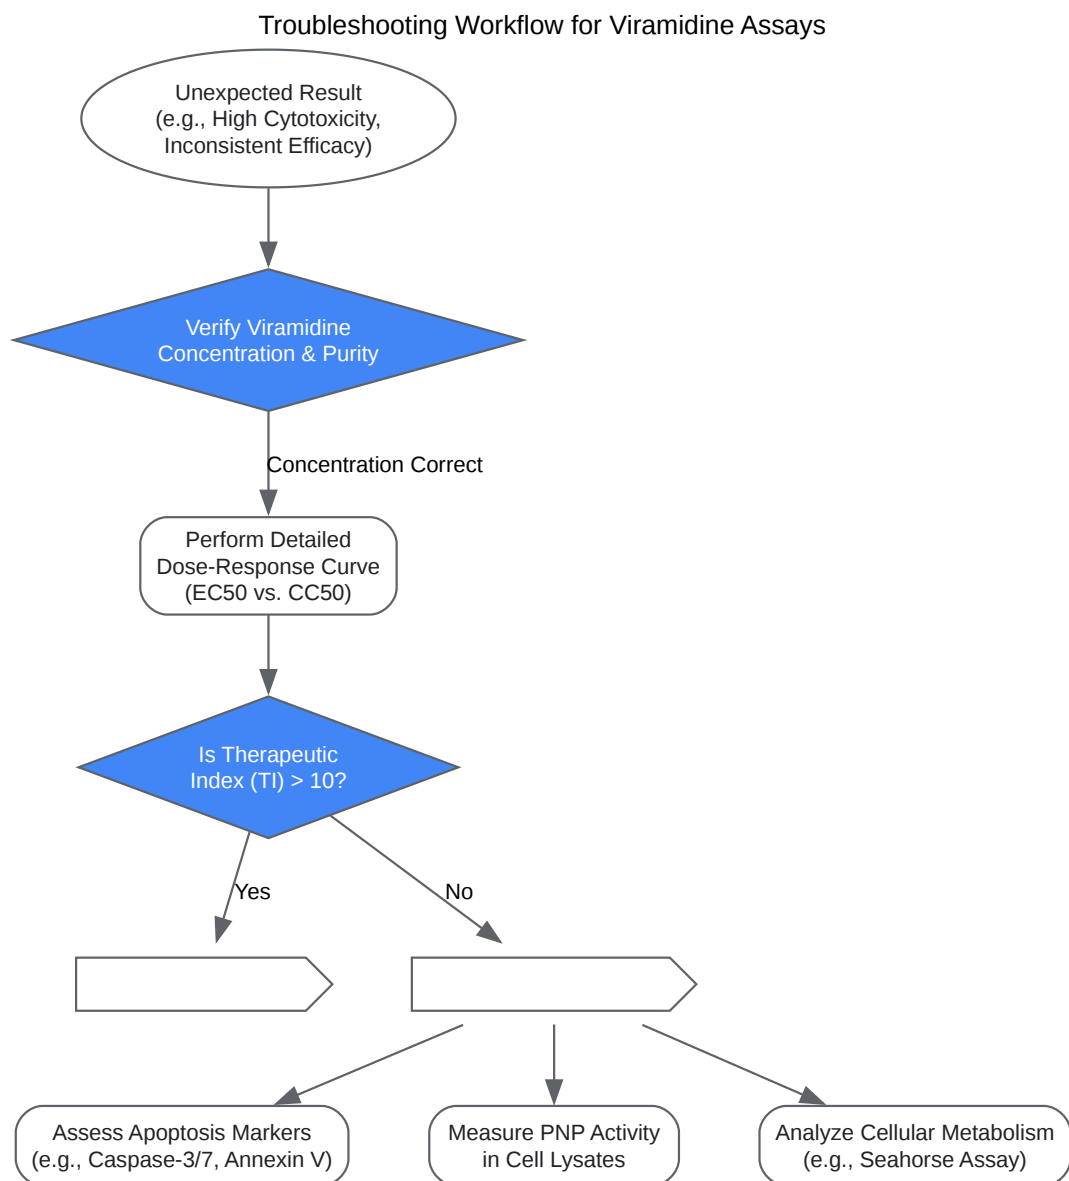 Troubleshooting Workflow for Viramidine Assays
Unexpected Result
(e.g., High Cytotoxicity,
Inconsistent Efficacy)
Verify Viramidine
Concentration & Purity
Concentration Correct
Perform Detailed
Dose-Response Curve
(EC50 vs. CC50)
Is Therapeutic
Index (TI) > 10?
Yes
No
Assess Apoptosis Markers
(e.g., Caspase-3/7, Annexin V)
Measure PNP Activity
in Cell Lysates
Analyze Cellular Metabolism
(e.g., Seahorse Assay)